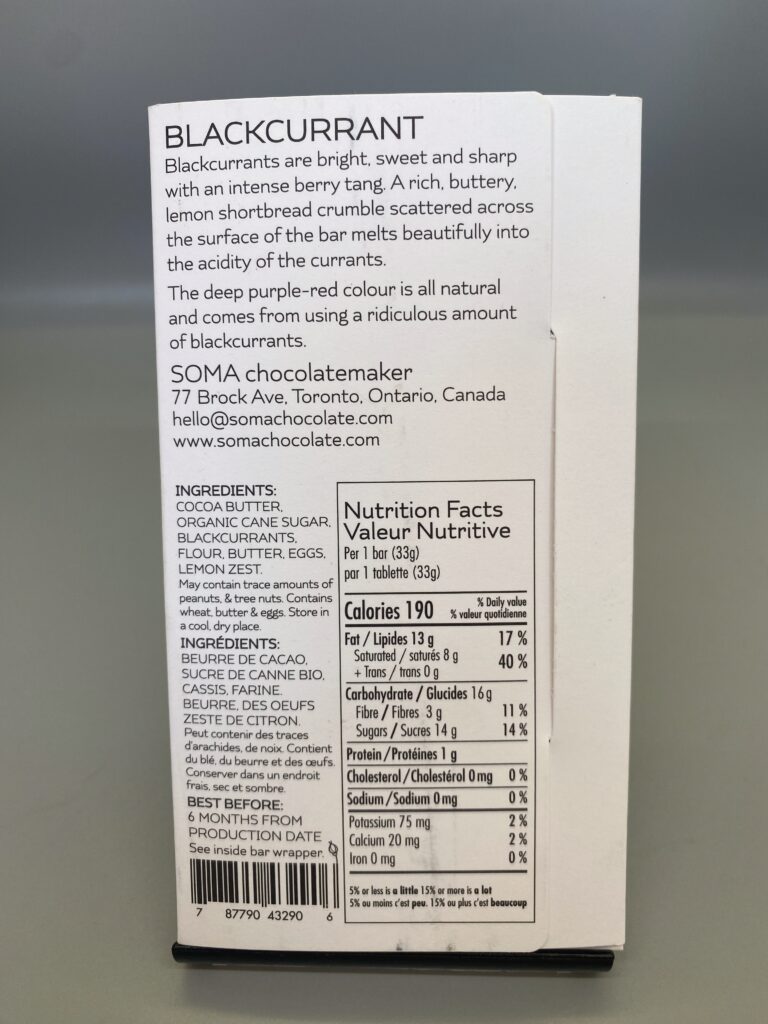 BLACKCURRANT
Blackcurrants are bright, sweet and sharp
with an intense berry tang. A rich, buttery,
lemon shortbread crumble scattered across
the surface of the bar melts beautifully into
the acidity of the currants.
The deep purple-red colour is all natural
and comes from using a ridiculous amount
of blackcurrants.
SOMA chocolatemaker
77 Brock Ave, Toronto, Ontario, Canada
hello@somachocolate.com
www.somachocolate.com
INGREDIENTS:
COCOA BUTTER,
ORGANIC CANE SUGAR,
BLACKCURRANTS,
FLOUR, BUTTER, EGGS,
LEMON ZEST.
May contain trace amounts of
peanuts, & tree nuts. Contains
wheat, butter & eggs. Store in
a cool, dry place.
INGRÉDIENTS:
BEURRE DE CACAO,
SUCRE DE CANNE BIO,
CASSIS, FARINE.
BEURRE, DES OEUFS
ZESTE DE CITRON.
Peut contenir des traces
d'arachides, de noix. Contient
du blé, du beurre et des œufs.
Conserver dans un endroit
frais, sec et sombre.
BEST BEFORE:
6 MONTHS FROM
PRODUCTION DATE
See inside bar wrapper.
7 87790 43290 6
Nutrition Facts
Valeur Nutritive
Per 1 bar (33g)
par 1 tablette (33g)
Calories 190 % Daily value
% valeur quotidienne
Fat / Lipides 13 g 17 %
Saturated / saturés 8 g 40 %
+ Trans / trans 0 g
Carbohydrate / Glucides 16 g
Fibre / Fibres 3 g 11 %
Sugars / Sucres 14 g 14 %
Protein / Protéines 1 g
Cholesterol / Cholestérol 0 mg 0 %
Sodium / Sodium 0 mg 0 %
Potassium 75 mg 2 %
Calcium 20 mg 2 %
Iron 0 mg 0 %
5% or less is a little 15% or more is a lot
5% ou moins c'est peu. 15% ou plus c'est beaucoup